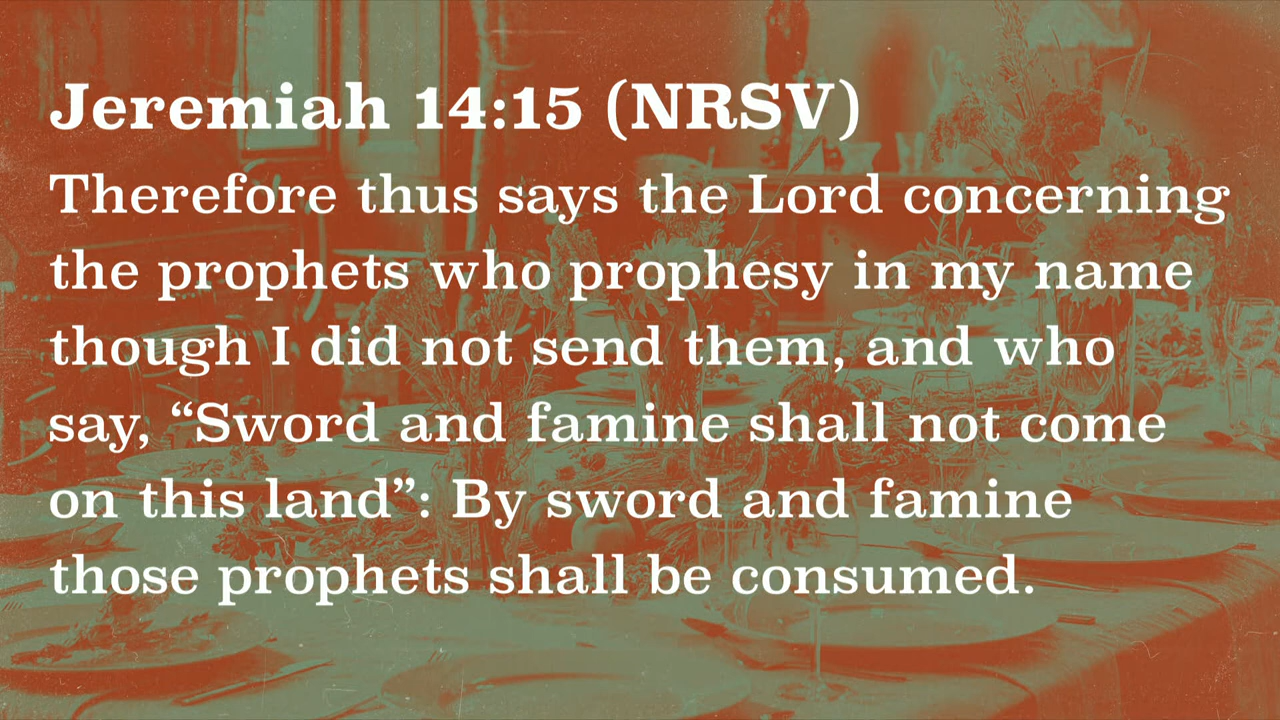 Jeremiah 14:15 (NRSV)
Therefore thus says the Lord concerning
the prophets who prophesy in my name
though I did not send them, and who
say, “Sword and famine shall not come
on this land”: By sword and famine
those prophets shall be consumed.